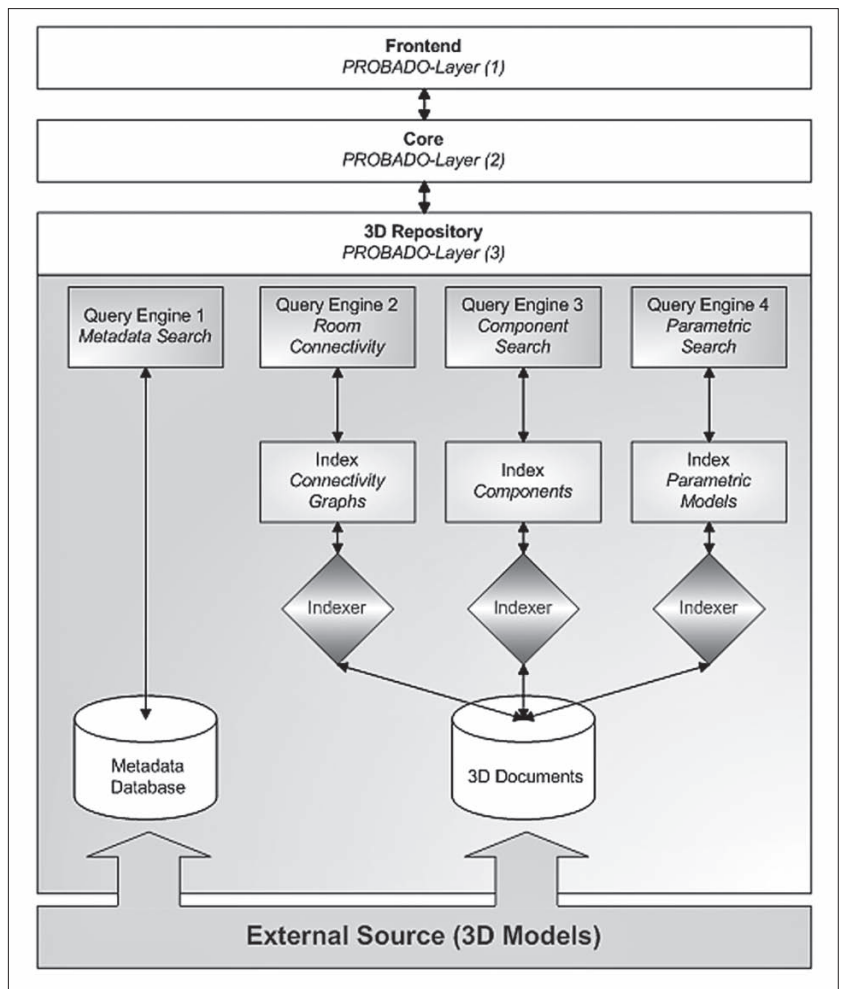 Frontend
PROBADO-Layer (1)
Core
PROBADO-Layer (2)
3D Repository
PROBADO-Layer (3)
Query Engine 1
Metadata Search
Query Engine 2
Room
Connectivity
Query Engine 3
Component
Search
Query Engine 4
Parametric
Search
Index
Connectivity
Graphs
Index
Components
Index
Parametric
Models
Indexer
Indexer
Indexer
Metadata
Database
3D Documents
External Source (3D Models)